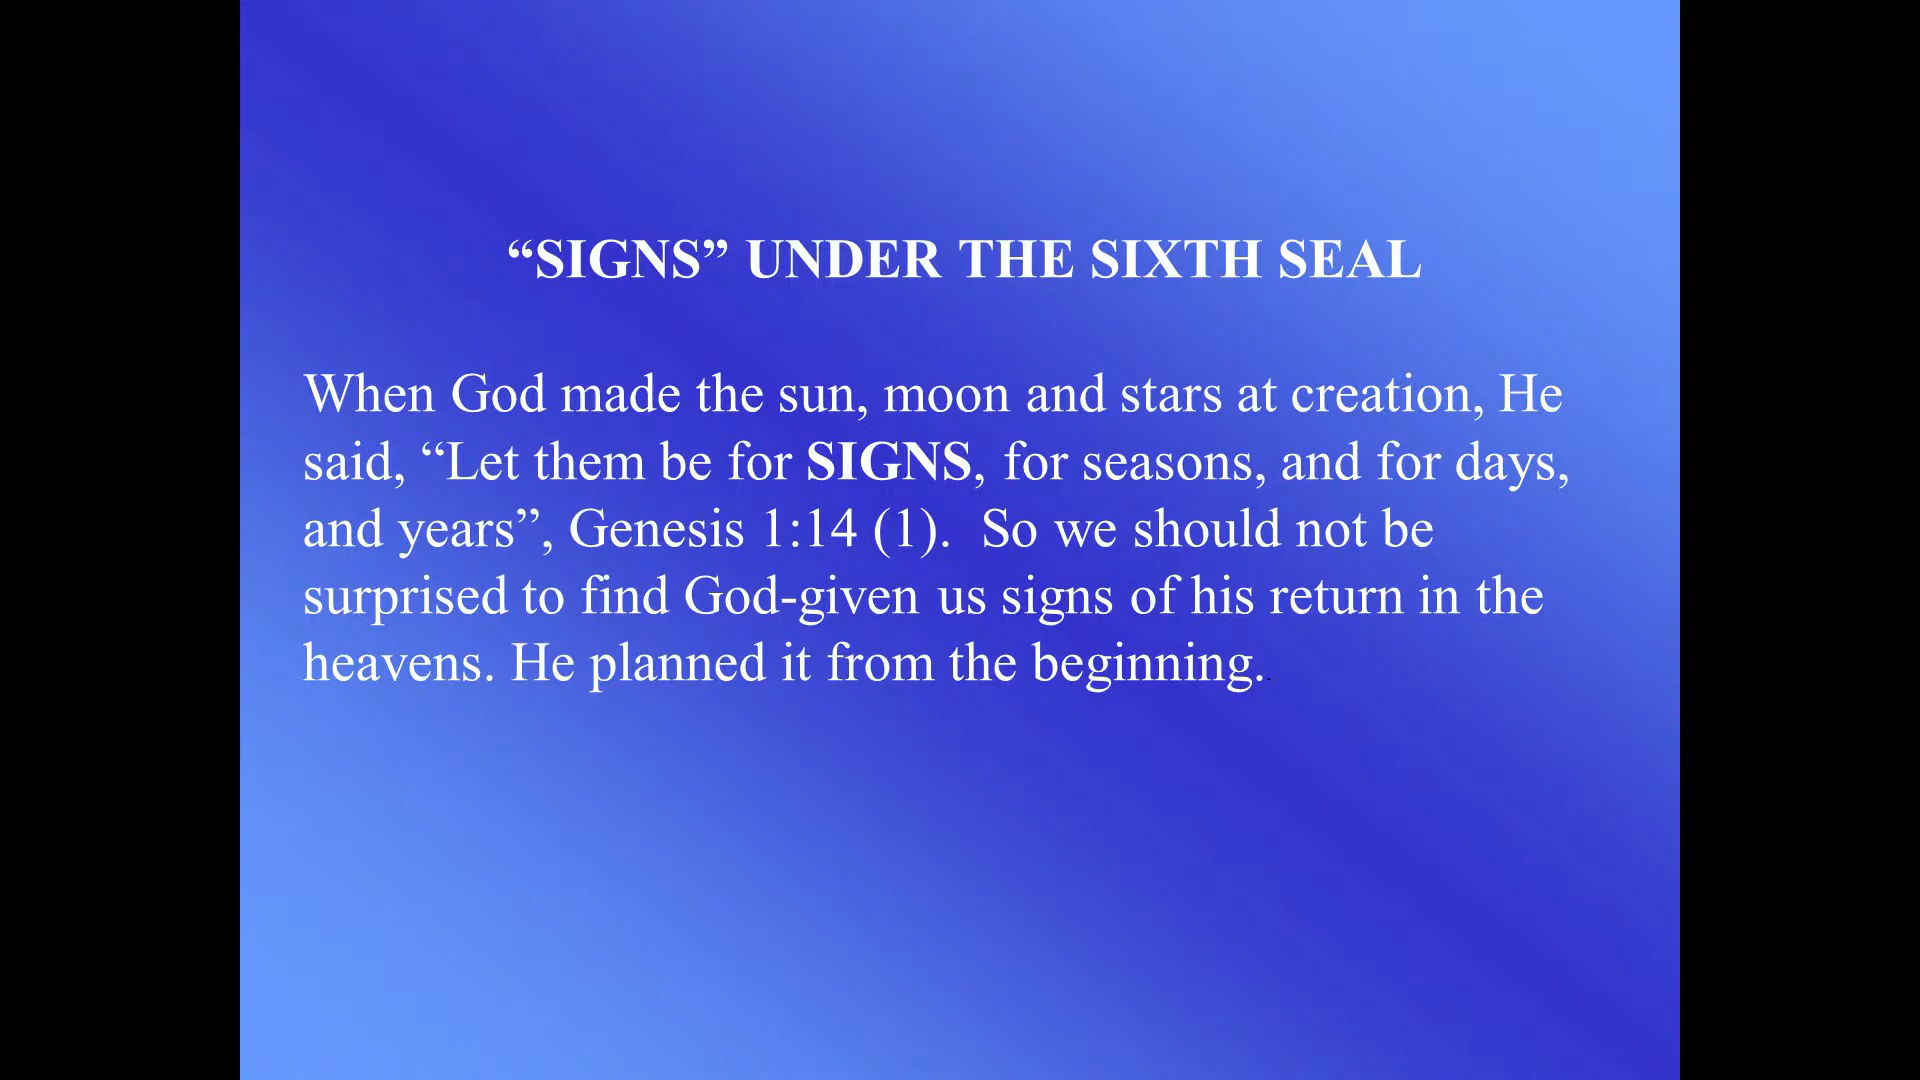 “SIGNS” UNDER THE SIXTH SEAL
When God made the sun, moon and stars at creation, He
said, “Let them be for SIGNS, for seasons, and for days,
and years”, Genesis 1:14 (1).  So we should not be
surprised to find God-given us signs of his return in the
heavens. He planned it from the beginning..